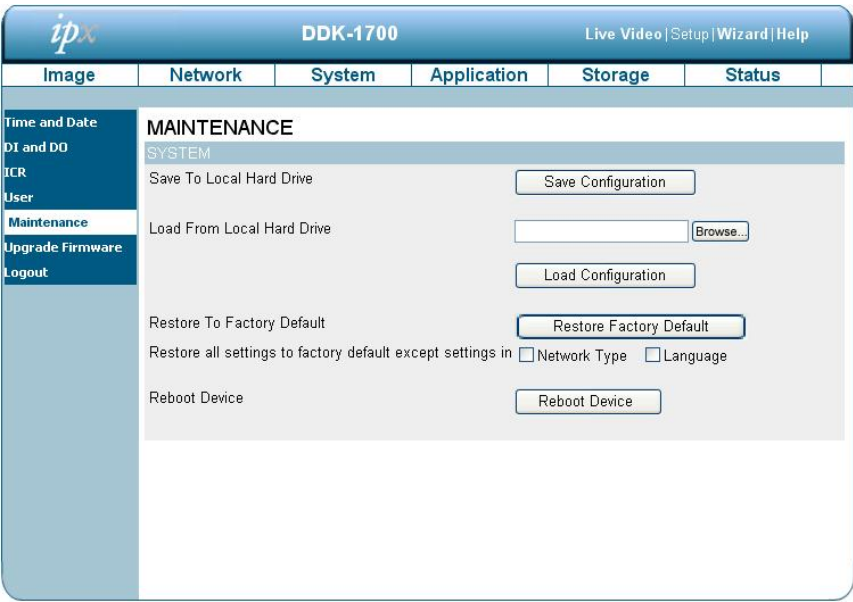 ipx DDK-1700 Live Video | Setup | Wizard | Help
Image Network System Application Storage Status
Time and Date
DI and DO
ICR
User
Maintenance
Upgrade Firmware
Logout
MAINTENANCE
SYSTEM
Save To Local Hard Drive Save Configuration
Load From Local Hard Drive Browse...
Load Configuration
Restore To Factory Default Restore Factory Default
Restore all settings to factory default except settings in Network Type Language
Reboot Device Reboot Device